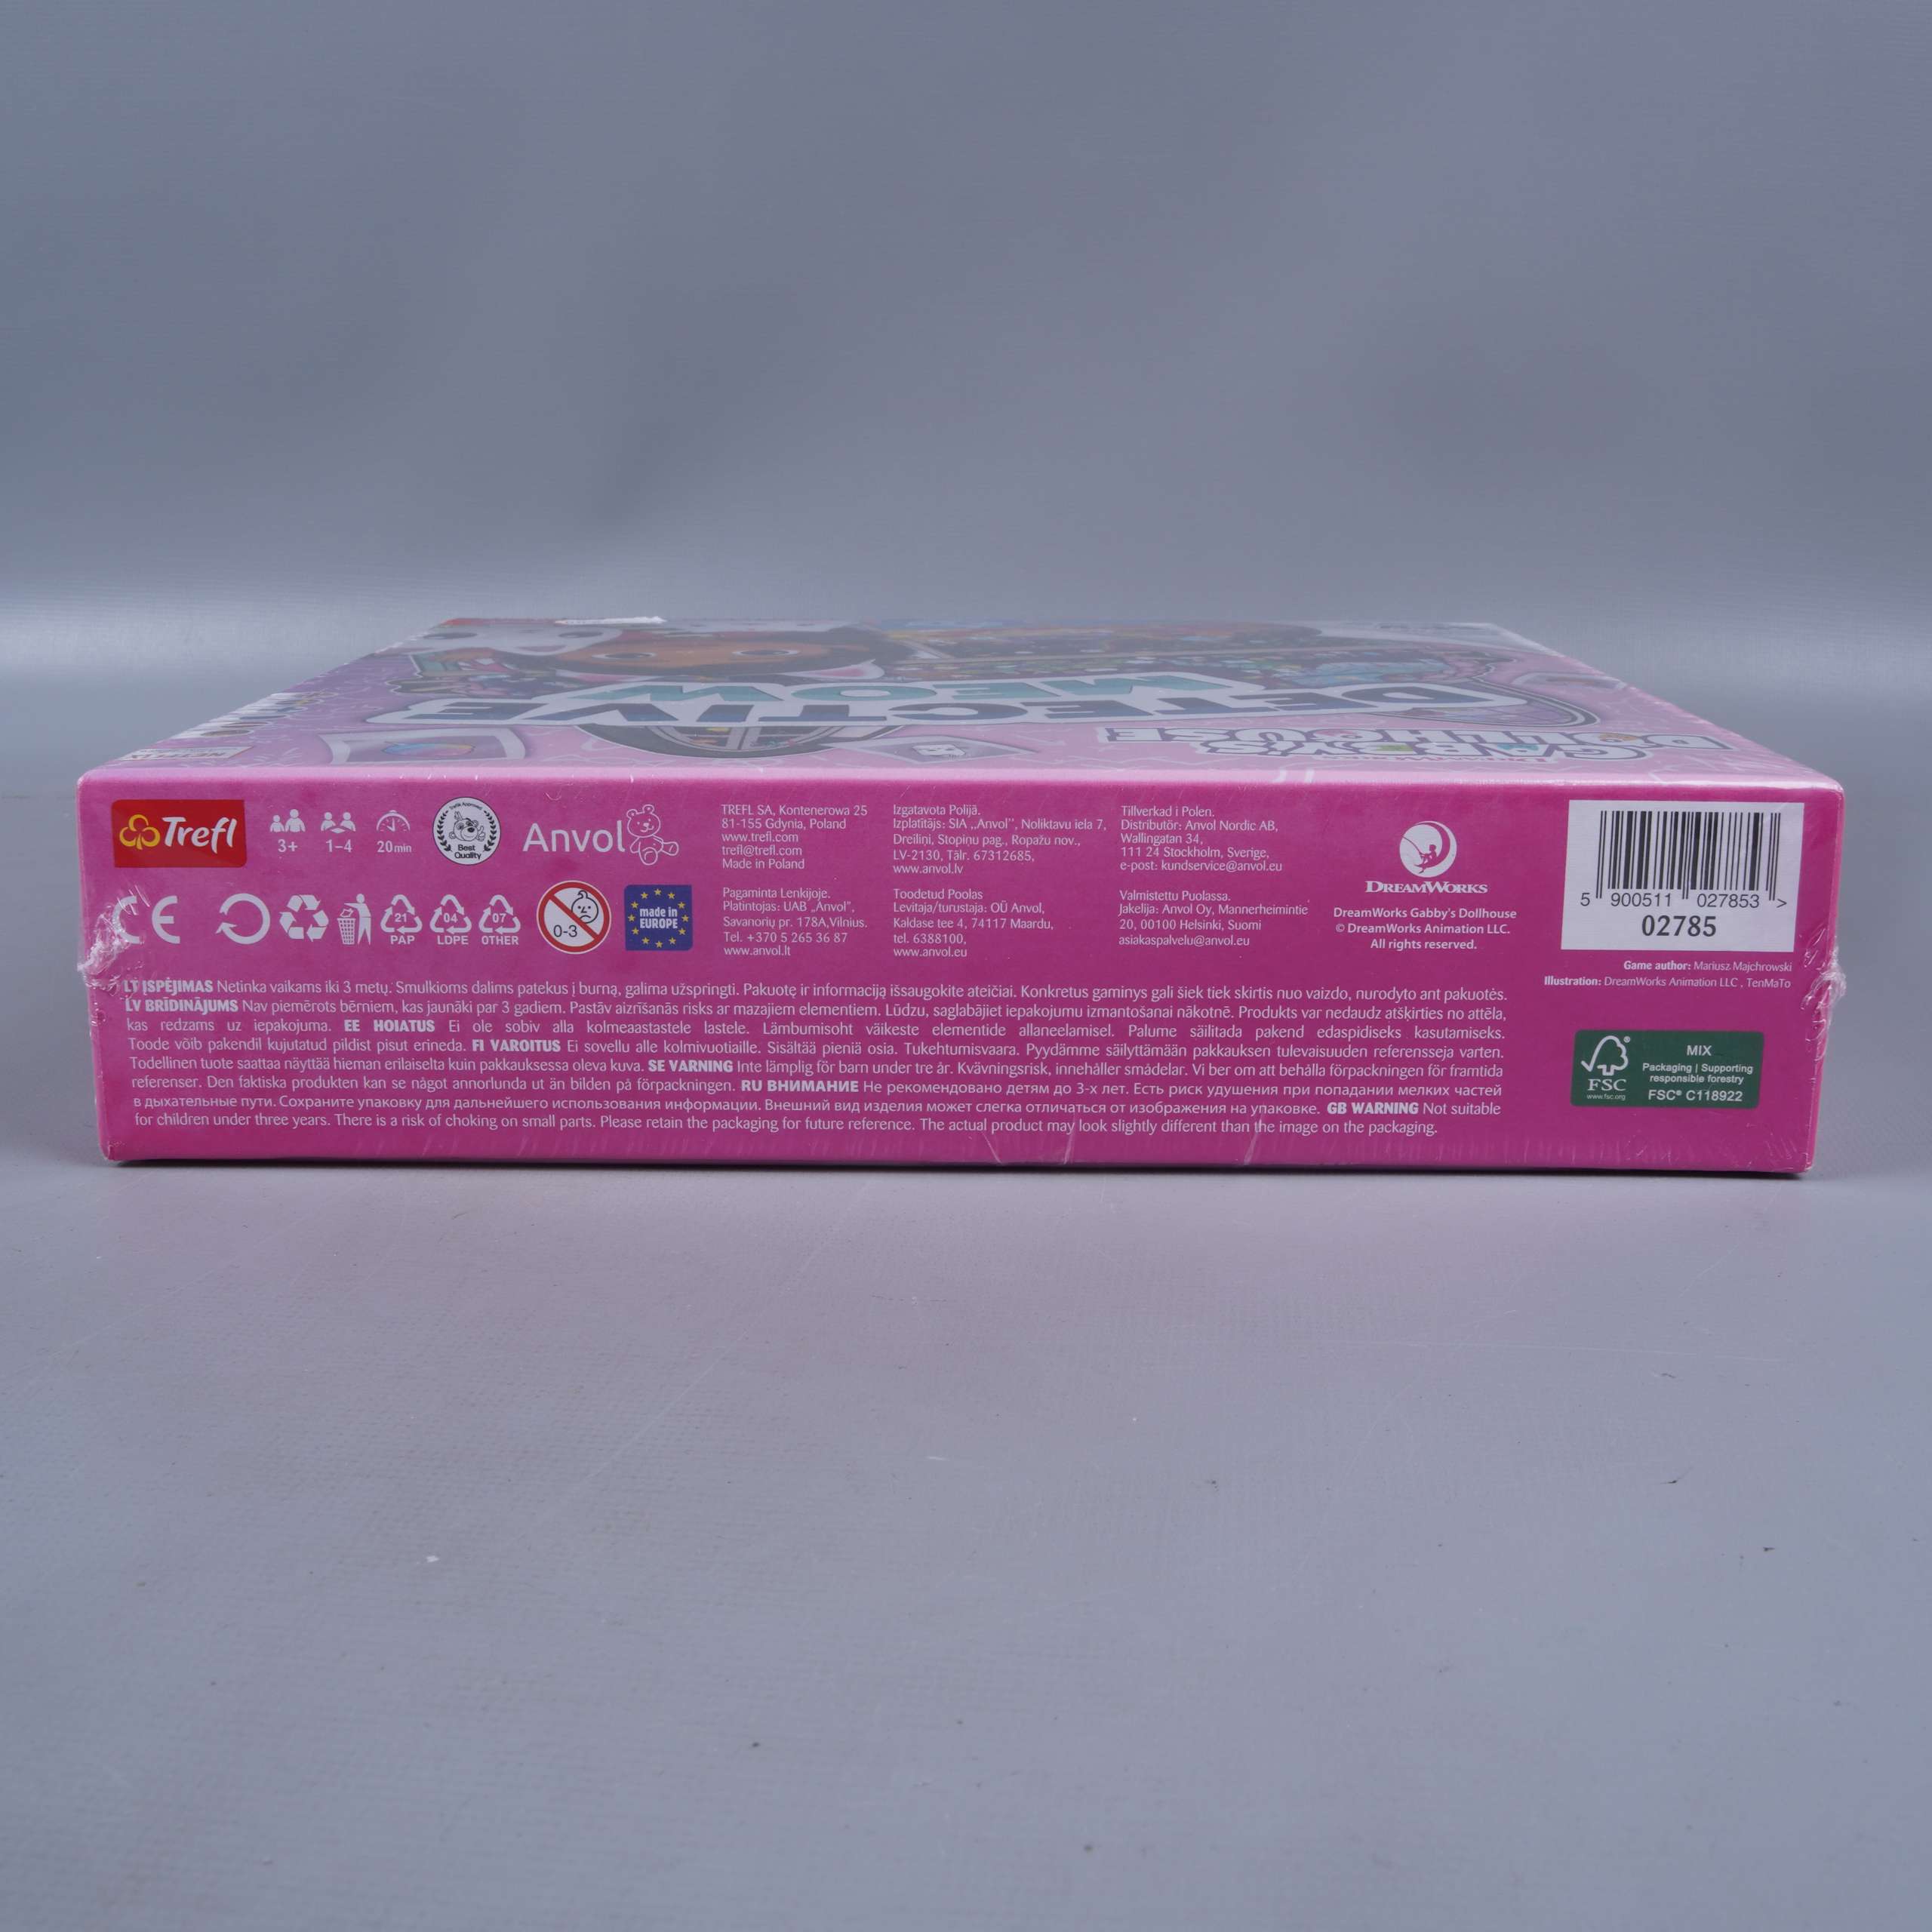 DETECTIVE
MEOW
DREAMWORKS
GABBY'S
DOLLHOUSE
NETFLIX
Trefl
3+
1–4
20min
Best
Quality
Anvol
TREFL SA, Kontenerowa 25
81-155 Gdynia, Poland
www.trefl.com
trefl@trefl.com
Made in Poland
Izgatavota Polijā.
Izplatītājs: SIA „Anvol'', Noliktavu iela 7,
Dreiliņi, Stopiņu pag., Ropažu nov.,
LV-2130, Tālr. 67312685,
www.anvol.lv
Tillverkad i Polen.
Distributör: Anvol Nordic AB,
Wallingatan 34,
111 24 Stockholm, Sverige,
e-post: kundservice@anvol.eu
CE
21
PAP
04
LDPE
07
OTHER
0-3
made in
EUROPE
Pagaminta Lenkijoje.
Platintojas: UAB „Anvol",
Savanorių pr. 178A,Vilnius.
Tel. +370 5 265 36 87
www.anvol.lt
Toodetud Poolas
Levitaja/turustaja: OÜ Anvol,
Kaldase tee 4, 74117 Maardu,
tel. 6388100,
www.anvol.eu
Valmistettu Puolassa.
Jakelija: Anvol Oy, Mannerheimintie
20, 00100 Helsinki, Suomi
asiakaspalvelu@anvol.eu
DREAMWORKS
DreamWorks Gabby's Dollhouse
© DreamWorks Animation LLC.
All rights reserved.
5 900511 027853 >
02785
Game author: Mariusz Majchrowski
Illustration: DreamWorks Animation LLC , TenMaTo
LT ĮSPĖJIMAS Netinka vaikams iki 3 metų. Smulkioms dalims patekus į burną, galima užspringti. Pakuotę ir informaciją išsaugokite ateičiai. Konkretus gaminys gali šiek tiek skirtis nuo vaizdo, nurodyto ant pakuotės.
LV BRĪDINĀJUMS Nav piemērots bērniem, kas jaunāki par 3 gadiem. Pastāv aizrīšanās risks ar mazajiem elementiem. Lūdzu, saglabājiet iepakojumu izmantošanai nākotnē. Produkts var nedaudz atšķirties no attēla,
kas redzams uz iepakojuma. EE HOIATUS Ei ole sobiv alla kolmeaastastele lastele. Lämbumisoht väikeste elementide allaneelamisel. Palume säilitada pakend edaspidiseks kasutamiseks.
Toode võib pakendil kujutatud pildist pisut erineda. FI VAROITUS Ei sovellu alle kolmivuotiaille. Sisältää pieniä osia. Tukehtumisvaara. Pyydämme säilyttämään pakkauksen tulevaisuuden referensseja varten.
Todellinen tuote saattaa näyttää hieman erilaiselta kuin pakkauksessa oleva kuva. SE VARNING Inte lämplig för barn under tre år. Kvävningsrisk, innehåller smådelar. Vi ber om att behålla förpackningen för framtida
referenser. Den faktiska produkten kan se något annorlunda ut än bilden på förpackningen. RU ВНИМАНИЕ Не рекомендовано детям до 3-х лет. Есть риск удушения при попадании мелких частей
в дыхательные пути. Сохраните упаковку для дальнейшего использования информации. Внешний вид изделия может слегка отличаться от изображения на упаковке. GB WARNING Not suitable
for children under three years. There is a risk of choking on small parts. Please retain the packaging for future reference. The actual product may look slightly different than the image on the packaging.
FSC
www.fsc.org
MIX
Packaging | Supporting
responsible forestry
FSC® C118922